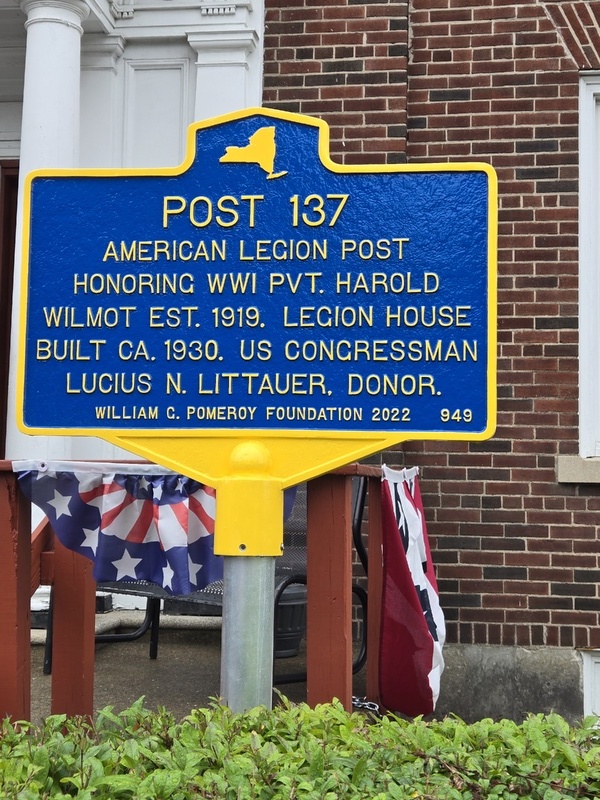 POST 137
AMERICAN LEGION POST
HONORING WWI PVT. HAROLD
WILMOT EST. 1919. LEGION HOUSE
BUILT CA. 1930. US CONGRESSMAN
LUCIUS N. LITTAUER, DONOR.
WILLIAM G. POMEROY FOUNDATION 2022 949